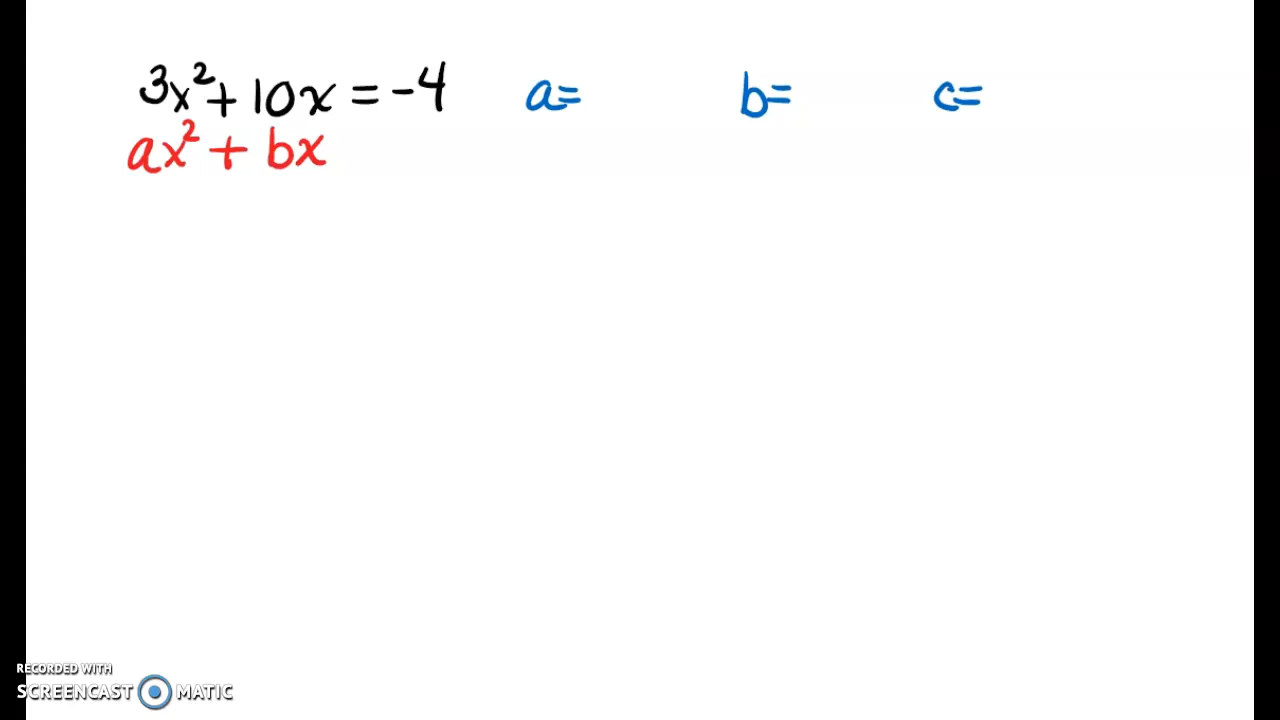 3x² + 10x = -4 a= b= c=
ax² + bx
RECORDED WITH
SCREENCAST MATIC